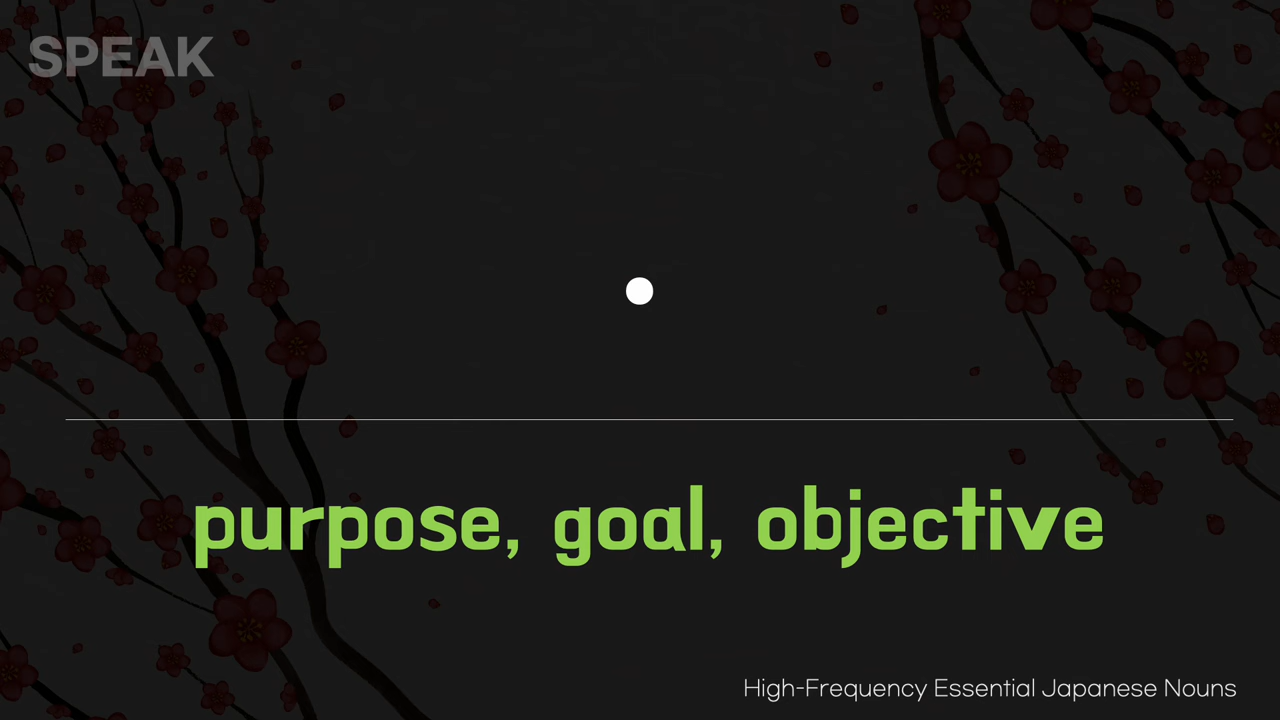 SPEAK
purpose, goal, objective
High-Frequency Essential Japanese Nouns